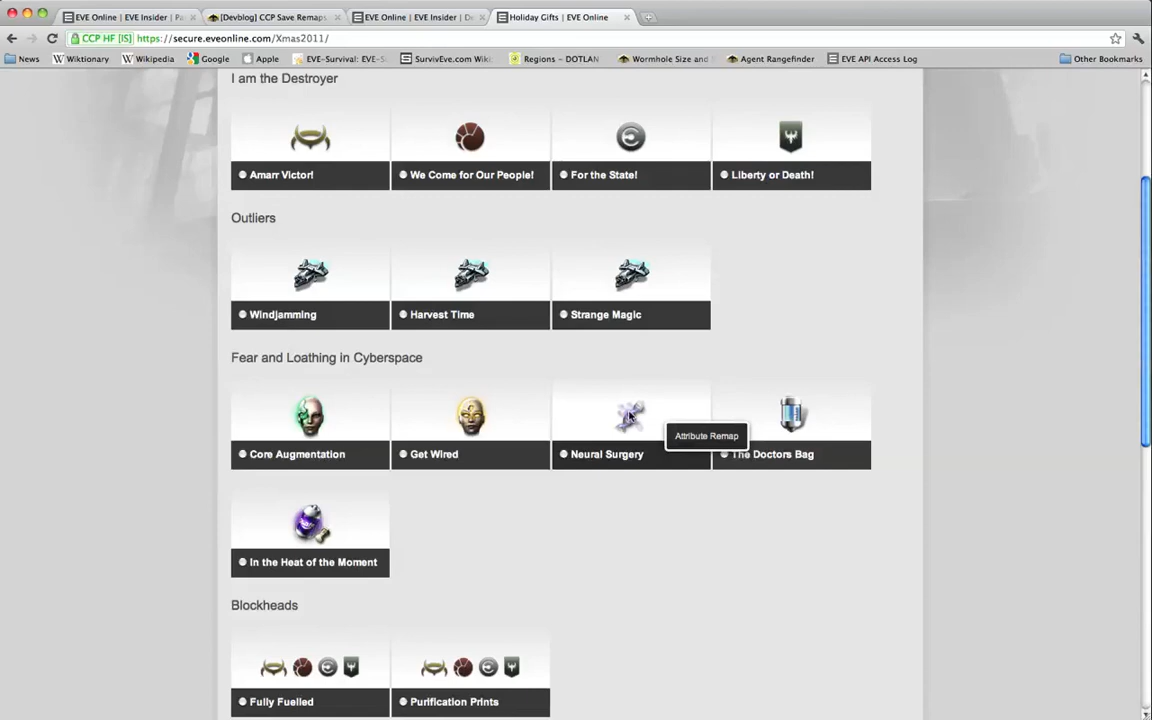 EVE Online | EVE Insider | Pa
[Devblog] CCP Save Remaps
EVE Online | EVE Insider | De
Holiday Gifts | EVE Online
CCP HF [IS] https://secure.eveonline.com/Xmas2011/
News Wiktionary Wikipedia Google Apple EVE-Survival: EVE-S SurvivEve.com Wiki Regions - DOTLAN Wormhole Size and Agent Rangefinder EVE API Access Log Other Bookmarks
I am the Destroyer
Amarr Victor! We Come for Our People! For the State! Liberty or Death!
Outliers
Windjamming Harvest Time Strange Magic
Fear and Loathing in Cyberspace
Attribute Remap
Core Augmentation Get Wired Neural Surgery The Doctors Bag
In the Heat of the Moment
Blockheads
Fully Fuelled Purification Prints